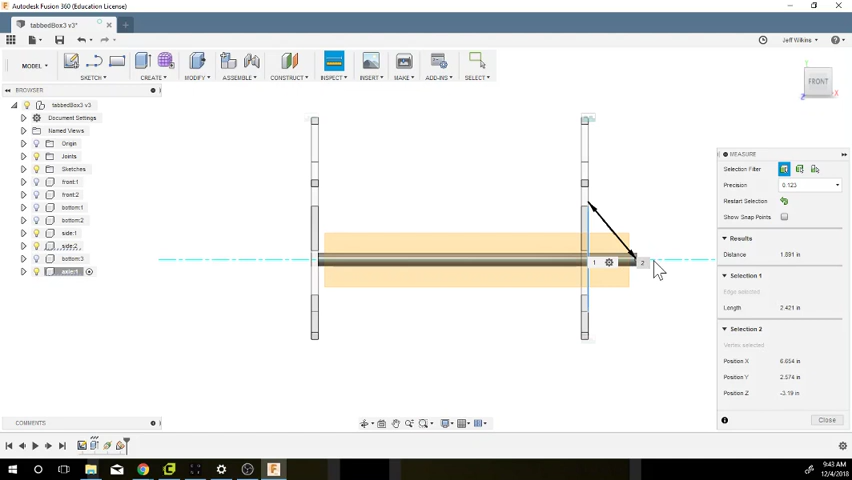 Autodesk Fusion 360 (Education License)
tabbedBox3 v3*
Jeff Wilkins
MODEL
SKETCH
CREATE
MODIFY
ASSEMBLE
CONSTRUCT
INSPECT
INSERT
MAKE
ADD-INS
SELECT
BROWSER
tabbedBox3 v3
Document Settings
Named Views
Origin
Joints
Sketches
front:1
front:2
bottom:1
bottom:2
side:1
side:2
bottom:3
axle:1
1
2
FRONT
Y
X
Z
MEASURE
Selection Filter
Precision 0.123
Restart Selection
Show Snap Points
Results
Distance 1.891 in
Selection 1
Edge selected
Length 2.421 in
Selection 2
Vertex selected
Position X 6.654 in
Position Y 2.574 in
Position Z -3.19 in
Close
COMMENTS
9:43 AM
12/4/2018